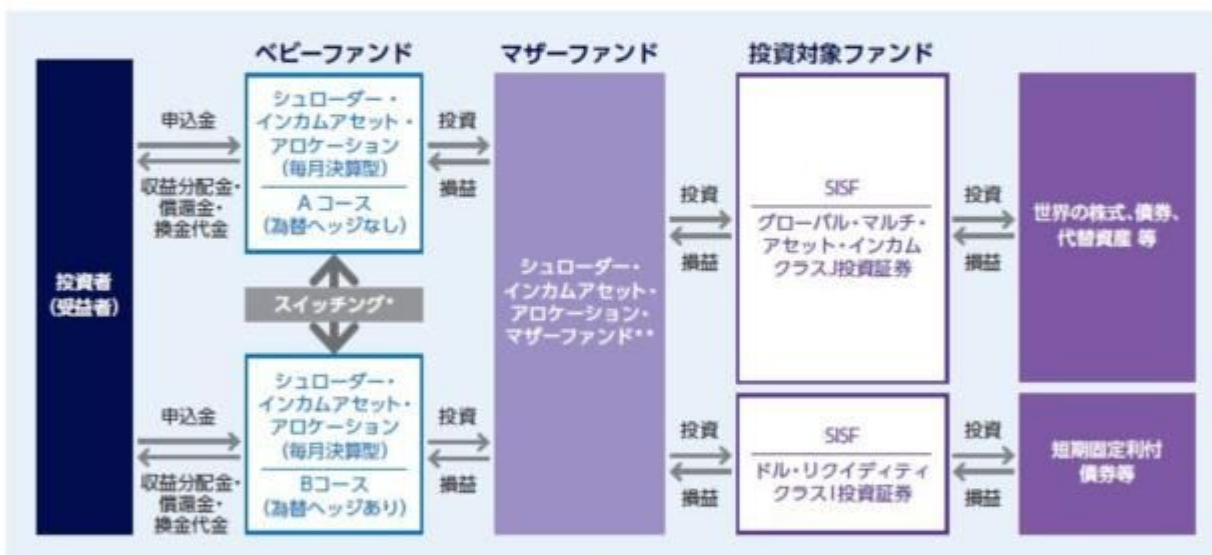 ベビーファンド
マザーファンド
投資対象ファンド
投資者
(受益者)
申込金
収益分配金・
償還金・
換金代金
シュローダー・
インカムアセット・
アロケーション
(毎月決算型)
Aコース
(為替ヘッジなし)
投資
損益
スイッチング*
申込金
収益分配金・
償還金・
換金代金
シュローダー・
インカムアセット・
アロケーション
(毎月決算型)
Bコース
(為替ヘッジあり)
投資
損益
シュローダー・
インカムアセット・
アロケーション・
マザーファンド**
投資
損益
SISF
グローバル・マルチ・
アセット・インカム
クラスJ投資証券
投資
損益
世界の株式、債券、
代替資産 等
投資
損益
SISF
ドル・リクイディティ
クラスI投資証券
投資
損益
短期固定利付
債券等